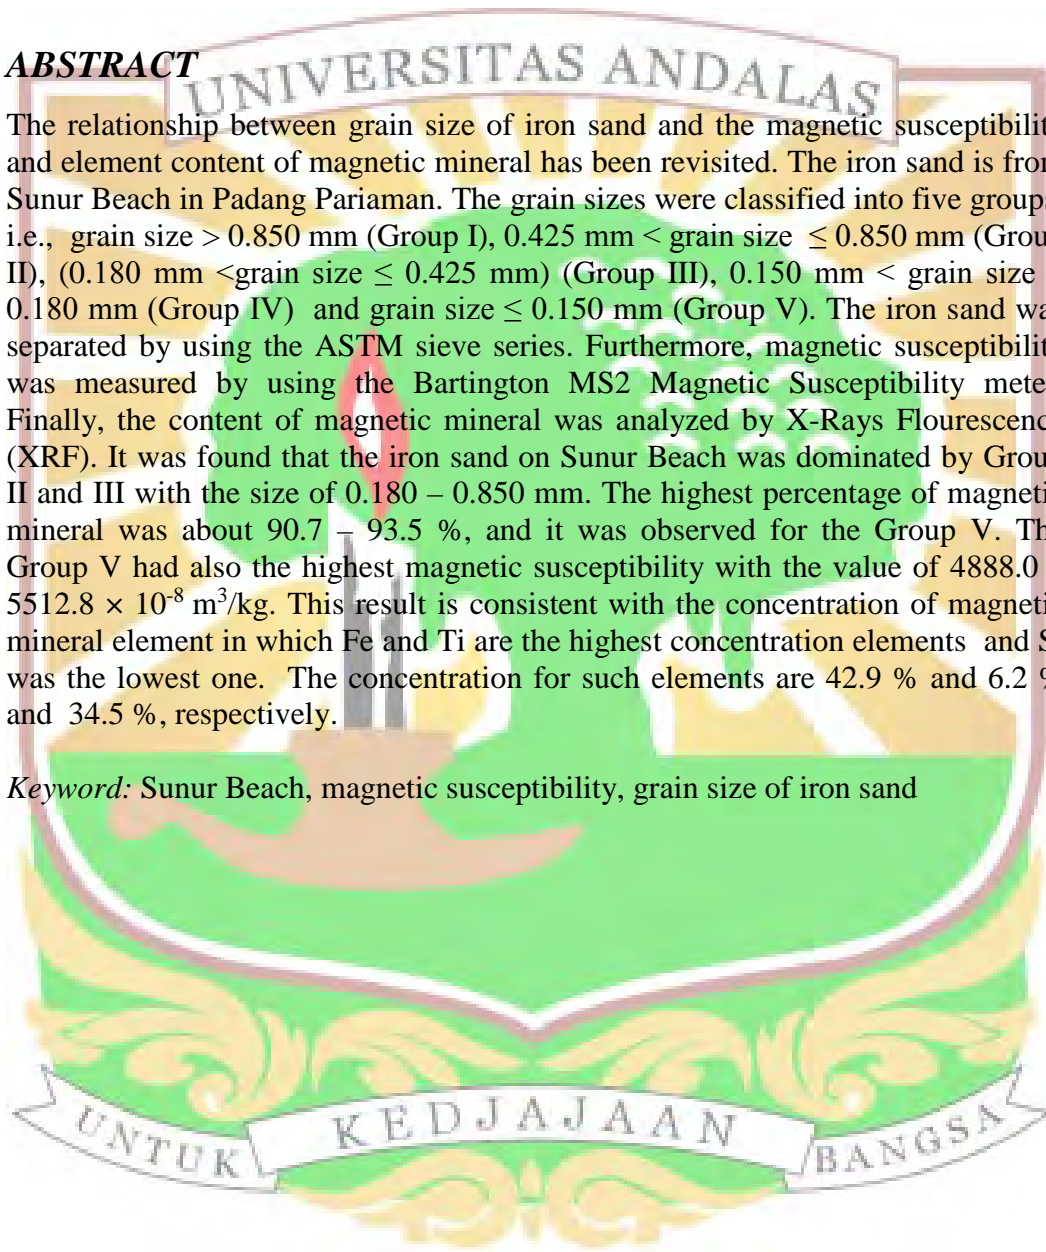 ABSTRACT
UNIVERSITAS ANDALAS
The relationship between grain size of iron sand and the magnetic susceptibilit
and element content of magnetic mineral has been revisited. The iron sand is fro
Sunur Beach in Padang Pariaman. The grain sizes were classified into five groups
i.e., grain size > 0.850 mm (Group I), 0.425 mm < grain size ≤ 0.850 mm (Grou
II), (0.180 mm <grain size ≤ 0.425 mm) (Group III), 0.150 mm < grain size
0.180 mm (Group IV) and grain size ≤ 0.150 mm (Group V). The iron sand wa
separated by using the ASTM sieve series. Furthermore, magnetic susceptibilit
was measured by using the Bartington MS2 Magnetic Susceptibility mete
Finally, the content of magnetic mineral was analyzed by X-Rays Flourescenc
(XRF). It was found that the iron sand on Sunur Beach was dominated by Grou
II and III with the size of 0.180 – 0.850 mm. The highest percentage of magneti
mineral was about 90.7 – 93.5 %, and it was observed for the Group V. Th
Group V had also the highest magnetic susceptibility with the value of 4888.0
5512.8 × 10⁻⁸ m³/kg. This result is consistent with the concentration of magneti
mineral element in which Fe and Ti are the highest concentration elements and S
was the lowest one. The concentration for such elements are 42.9 % and 6.2 %
and 34.5 %, respectively.
Keyword: Sunur Beach, magnetic susceptibility, grain size of iron sand
UNTUK KEDJAJAAN BANGSA